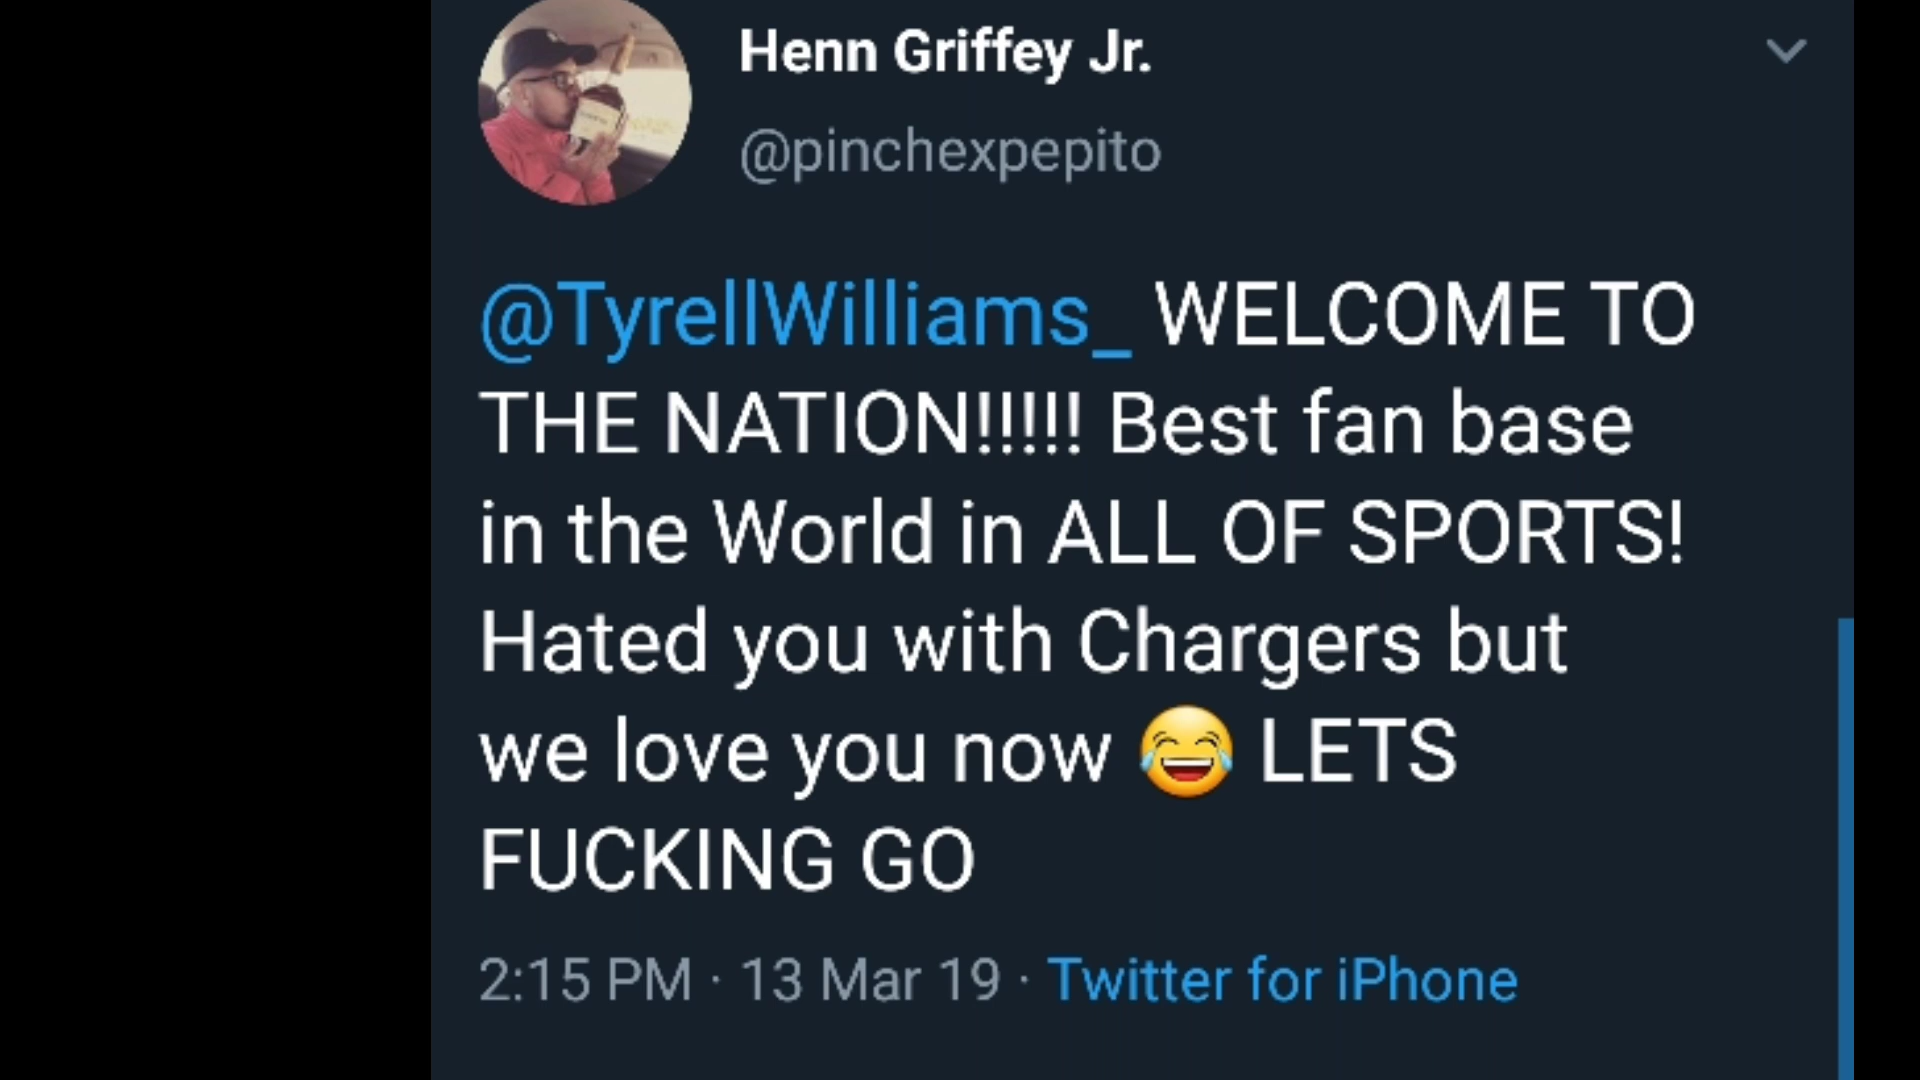 Henn Griffey Jr.
@pinchexpepito
@TyrellWilliams_ WELCOME TO
THE NATION!!!!! Best fan base
in the World in ALL OF SPORTS!
Hated you with Chargers but
we love you now 😂 LETS
FUCKING GO
2:15 PM · 13 Mar 19 · Twitter for iPhone